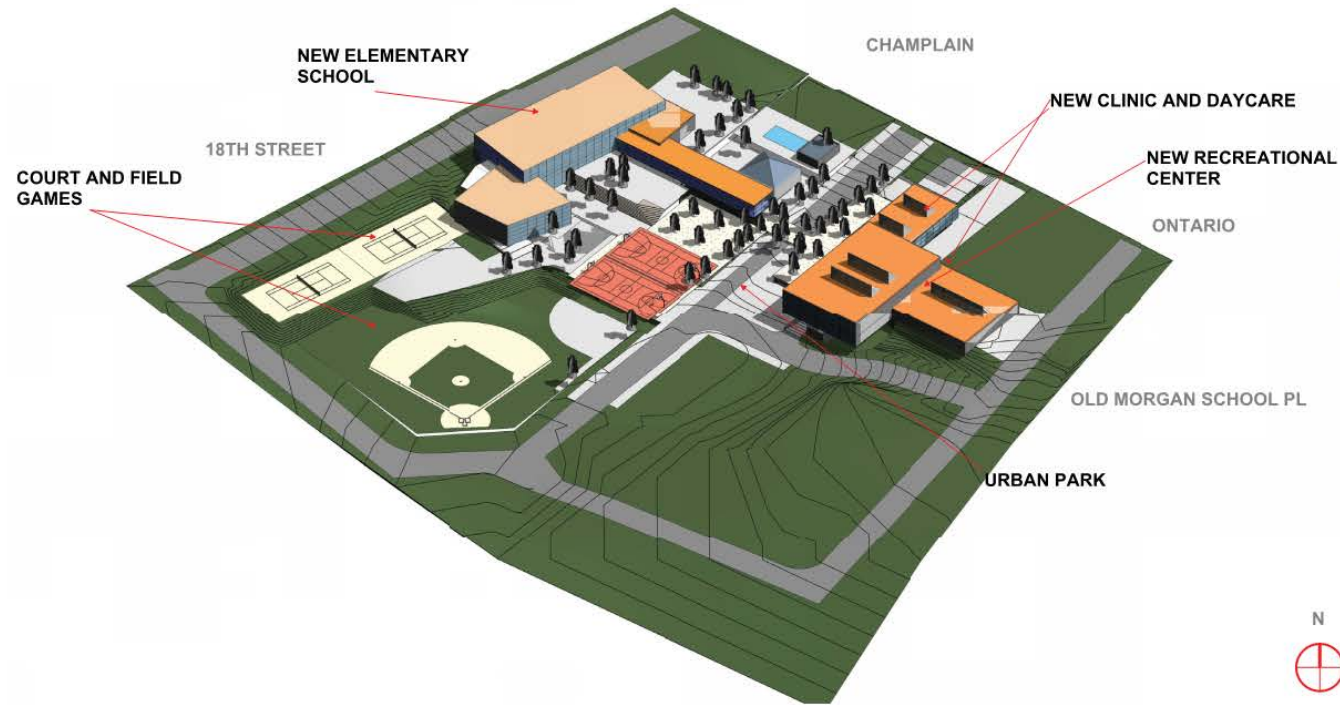 CHAMPLAIN
NEW ELEMENTARY
SCHOOL
NEW CLINIC AND DAYCARE
18TH STREET
NEW RECREATIONAL
CENTER
COURT AND FIELD
GAMES
ONTARIO
OLD MORGAN SCHOOL PL
URBAN PARK
N